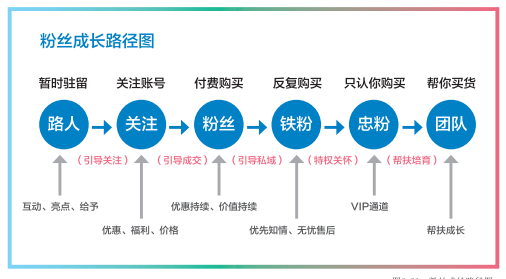 粉丝成长路径图
暂时驻留 关注账号 付费购买 反复购买 只认你购买 帮你买货
路人 关注 粉丝 铁粉 忠粉 团队
(引导关注) (引导成交) (引导私域) (特权关怀) (帮扶培育)
互动、亮点、给予 优惠持续、价值持续 VIP通道
优惠、福利、价格 优先知情、无忧售后 帮扶成长